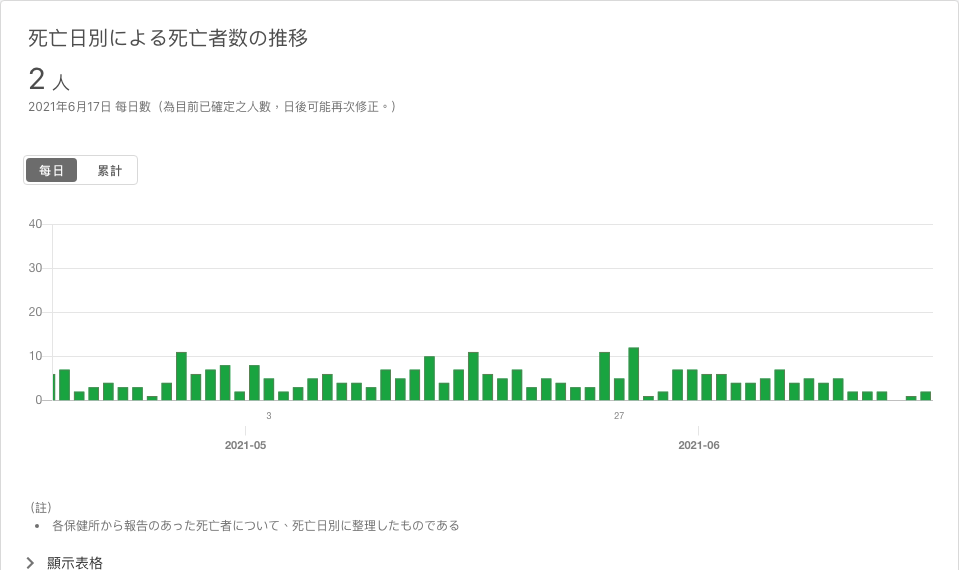 死亡日別による死亡者数の推移
2 人
2021年6月17日 每日數（為目前已確定之人數，日後可能再次修正。）
每日 累計
40
30
20
10
0
3 27
2021-05 2021-06
（註）
• 各保健所から報告のあった死亡者について、死亡日別に整理したものである
顯示表格